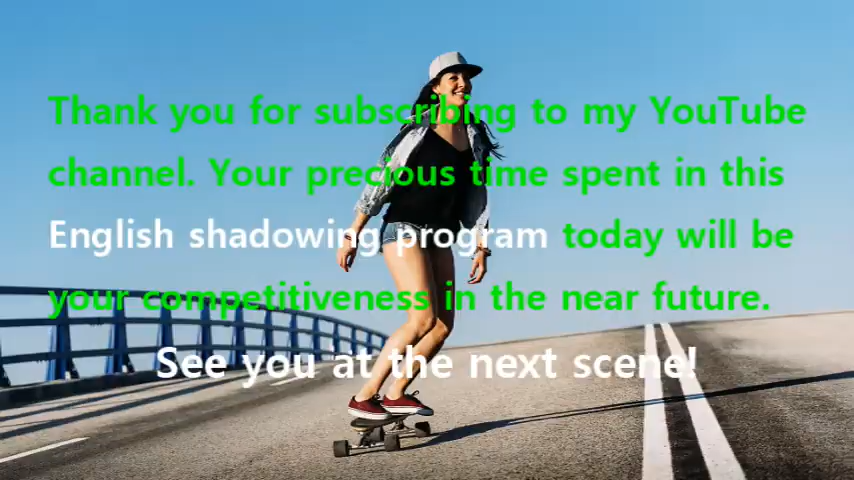 Thank you for subscribing to my YouTube
channel. Your precious time spent in this
English shadowing program today will be
your competitiveness in the near future.
See you at the next scene!